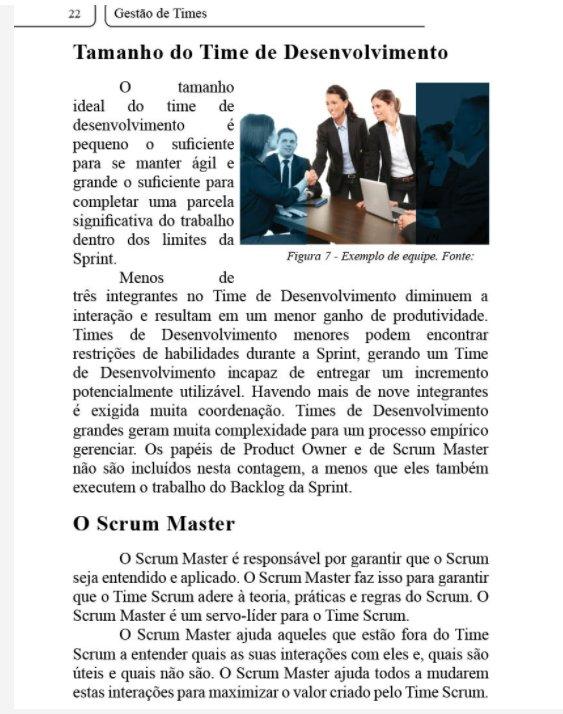 22
Gestão de Times
Tamanho do Time de Desenvolvimento
O tamanho
ideal do time de
desenvolvimento é
pequeno o suficiente
para se manter ágil e
grande o suficiente para
completar uma parcela
significativa do trabalho
dentro dos limites da
Sprint.
Figura 7 - Exemplo de equipe. Fonte:
Menos de
três integrantes no Time de Desenvolvimento diminuem a
interação e resultam em um menor ganho de produtividade.
Times de Desenvolvimento menores podem encontrar
restrições de habilidades durante a Sprint, gerando um Time
de Desenvolvimento incapaz de entregar um incremento
potencialmente utilizável. Havendo mais de nove integrantes
é exigida muita coordenação. Times de Desenvolvimento
grandes geram muita complexidade para um processo empírico
gerenciar. Os papéis de Product Owner e de Scrum Master
não são incluídos nesta contagem, a menos que eles também
executem o trabalho do Backlog da Sprint.
O Scrum Master
O Scrum Master é responsável por garantir que o Scrum
seja entendido e aplicado. O Scrum Master faz isso para garantir
que o Time Scrum adere à teoria, práticas e regras do Scrum. O
Scrum Master é um servo-líder para o Time Scrum.
O Scrum Master ajuda aqueles que estão fora do Time
Scrum a entender quais as suas interações com eles e, quais são
úteis e quais não são. O Scrum Master ajuda todos a mudarem
estas interações para maximizar o valor criado pelo Time Scrum.